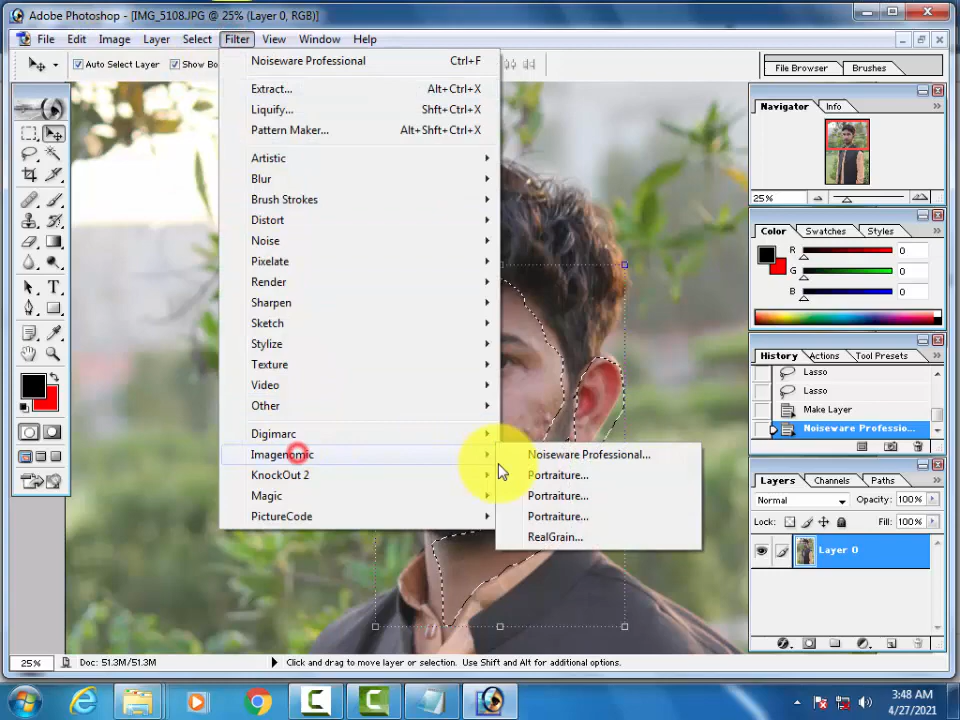 Adobe Photoshop - [IMG_5108.JPG @ 25% (Layer 0, RGB)]
File Edit Image Layer Select Filter View Window Help
Auto Select Layer Show Bo
File Browser Brushes
Noiseware Professional Ctrl+F
Extract... Alt+Ctrl+X
Liquify... Shft+Ctrl+X
Pattern Maker... Alt+Shft+Ctrl+X
Artistic
Blur
Brush Strokes
Distort
Noise
Pixelate
Render
Sharpen
Sketch
Stylize
Texture
Video
Other
Digimarc
Imagenomic
KnockOut 2
Magic
PictureCode
Noiseware Professional...
Portraiture...
Portraiture...
Portraiture...
RealGrain...
Navigator Info
25%
Color Swatches Styles
R 0
G 0
B 0
History Actions Tool Presets
Lasso
Lasso
Make Layer
Noiseware Professio...
Layers Channels Paths
Normal Opacity: 100%
Lock: Fill: 100%
Layer 0
25% Doc: 51.3M/51.3M Click and drag to move layer or selection. Use Shift and Alt for additional options.
3:48 AM
4/27/2021